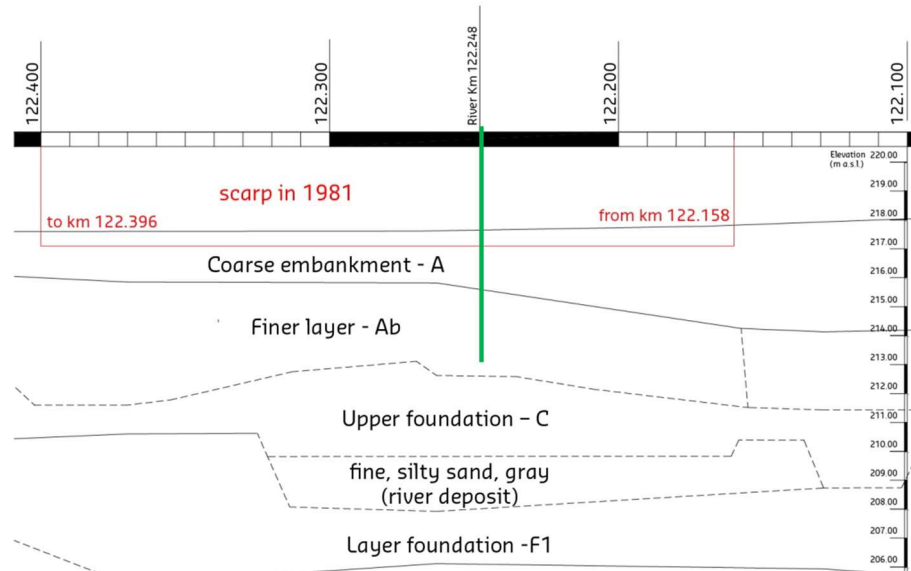 122.400
122.300
River Km 122.248
122.200
122.100
Elevation 220.00
(m a.s.l.)
219.00
scarp in 1981
to km 122.396
from km 122.158
218.00
217.00
Coarse embankment - A
216.00
215.00
Finer layer - Ab
214.00
213.00
212.00
Upper foundation – C
211.00
210.00
fine, silty sand, gray
(river deposit)
209.00
208.00
207.00
Layer foundation -F1
206.00